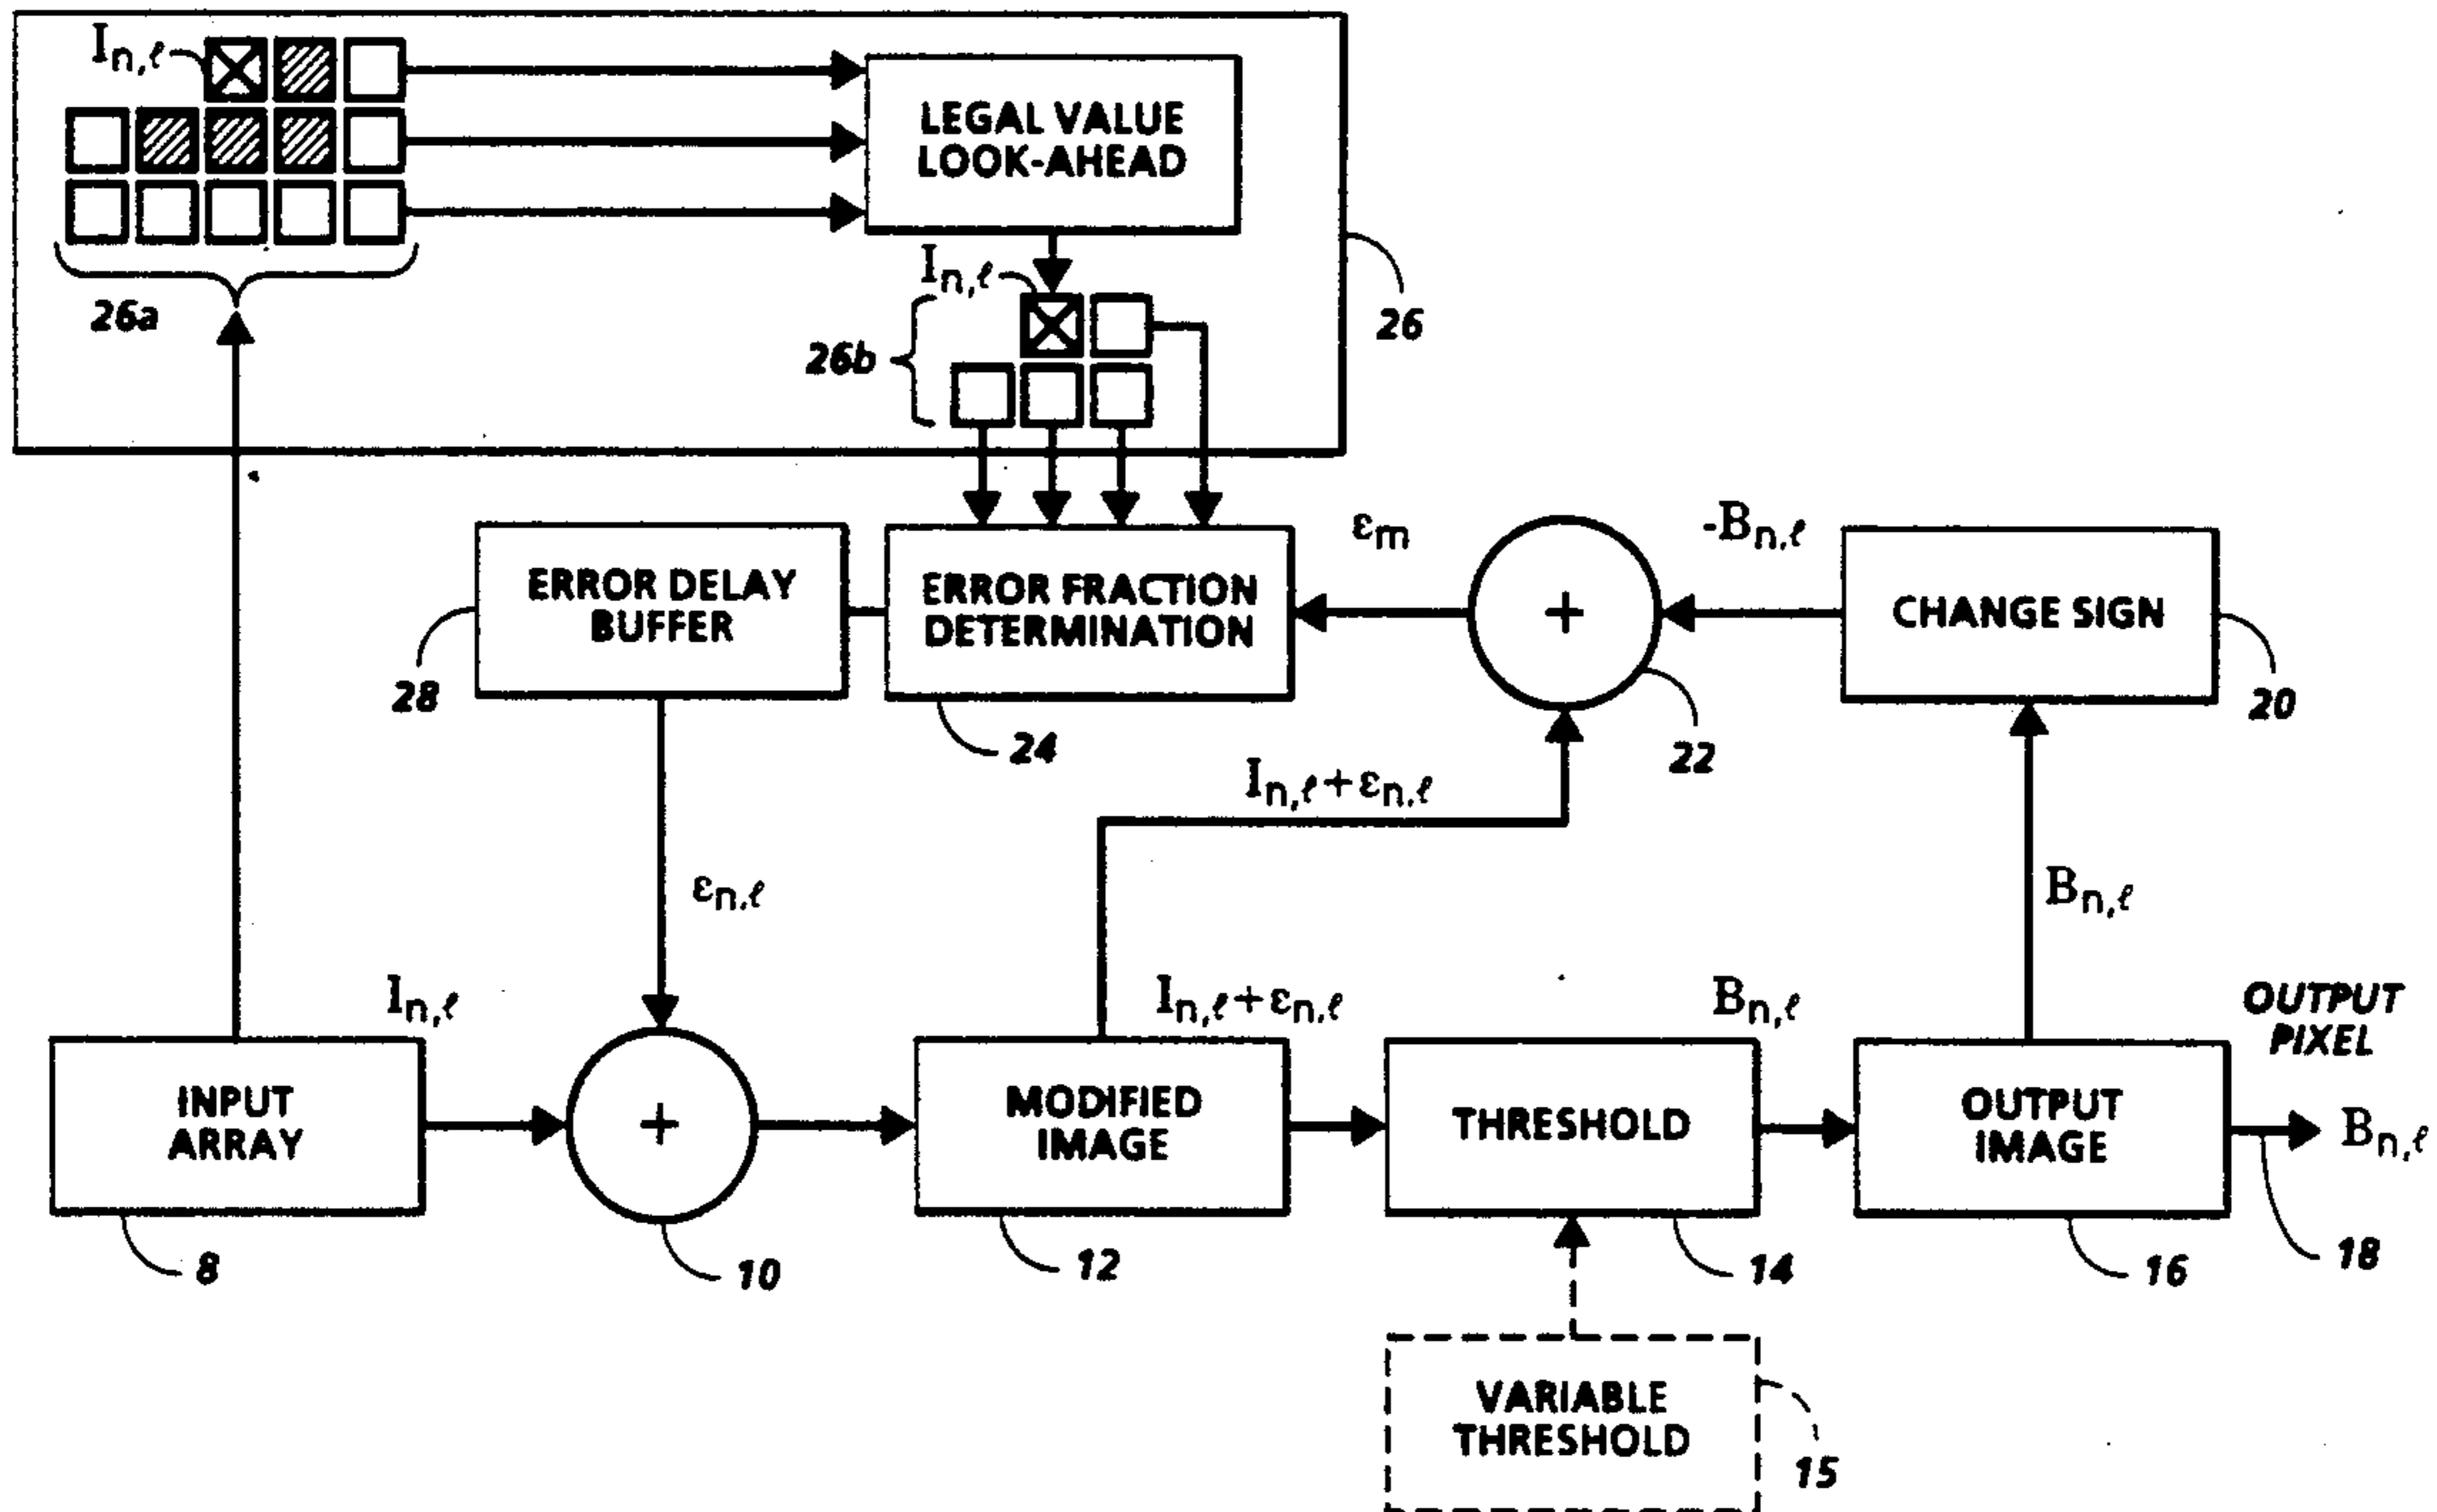 In,ℓ
LEGAL VALUE
LOOK-AHEAD
26a
In,ℓ
26b
26
ERROR DELAY
BUFFER
28
ERROR FRACTION
DETERMINATION
24
εm
+
22
-Bn,ℓ
CHANGE SIGN
20
In,ℓ+εn,ℓ
εn,ℓ
Bn,ℓ
In,ℓ
In,ℓ+εn,ℓ
Bn,ℓ
OUTPUT
PIXEL
INPUT
ARRAY
8
+
10
MODIFIED
IMAGE
12
THRESHOLD
14
OUTPUT
IMAGE
16
Bn,ℓ
18
VARIABLE
THRESHOLD
15